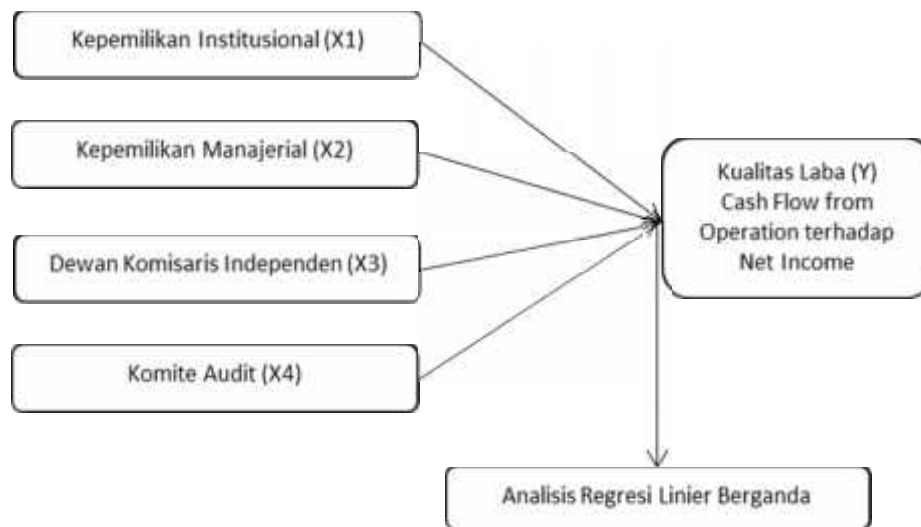 Kepemilikan Institusional (X1)
Kepemilikan Manajerial (X2)
Dewan Komisaris Independen (X3)
Komite Audit (X4)
Kualitas Laba (Y)
Cash Flow from
Operation terhadap
Net Income
Analisis Regresi Linier Berganda